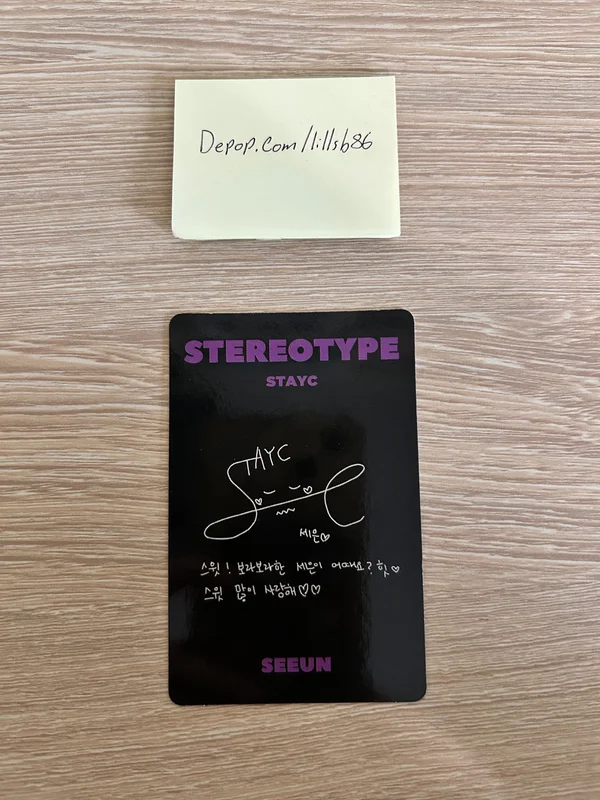 Depop.com/lillsb86
STEREOTYPE
STAYC
STAYC
세은♡
스윗! 보라보라한 세은이 어때요? 힛♡
스윗 많이 사랑해♡♡
SEEUN